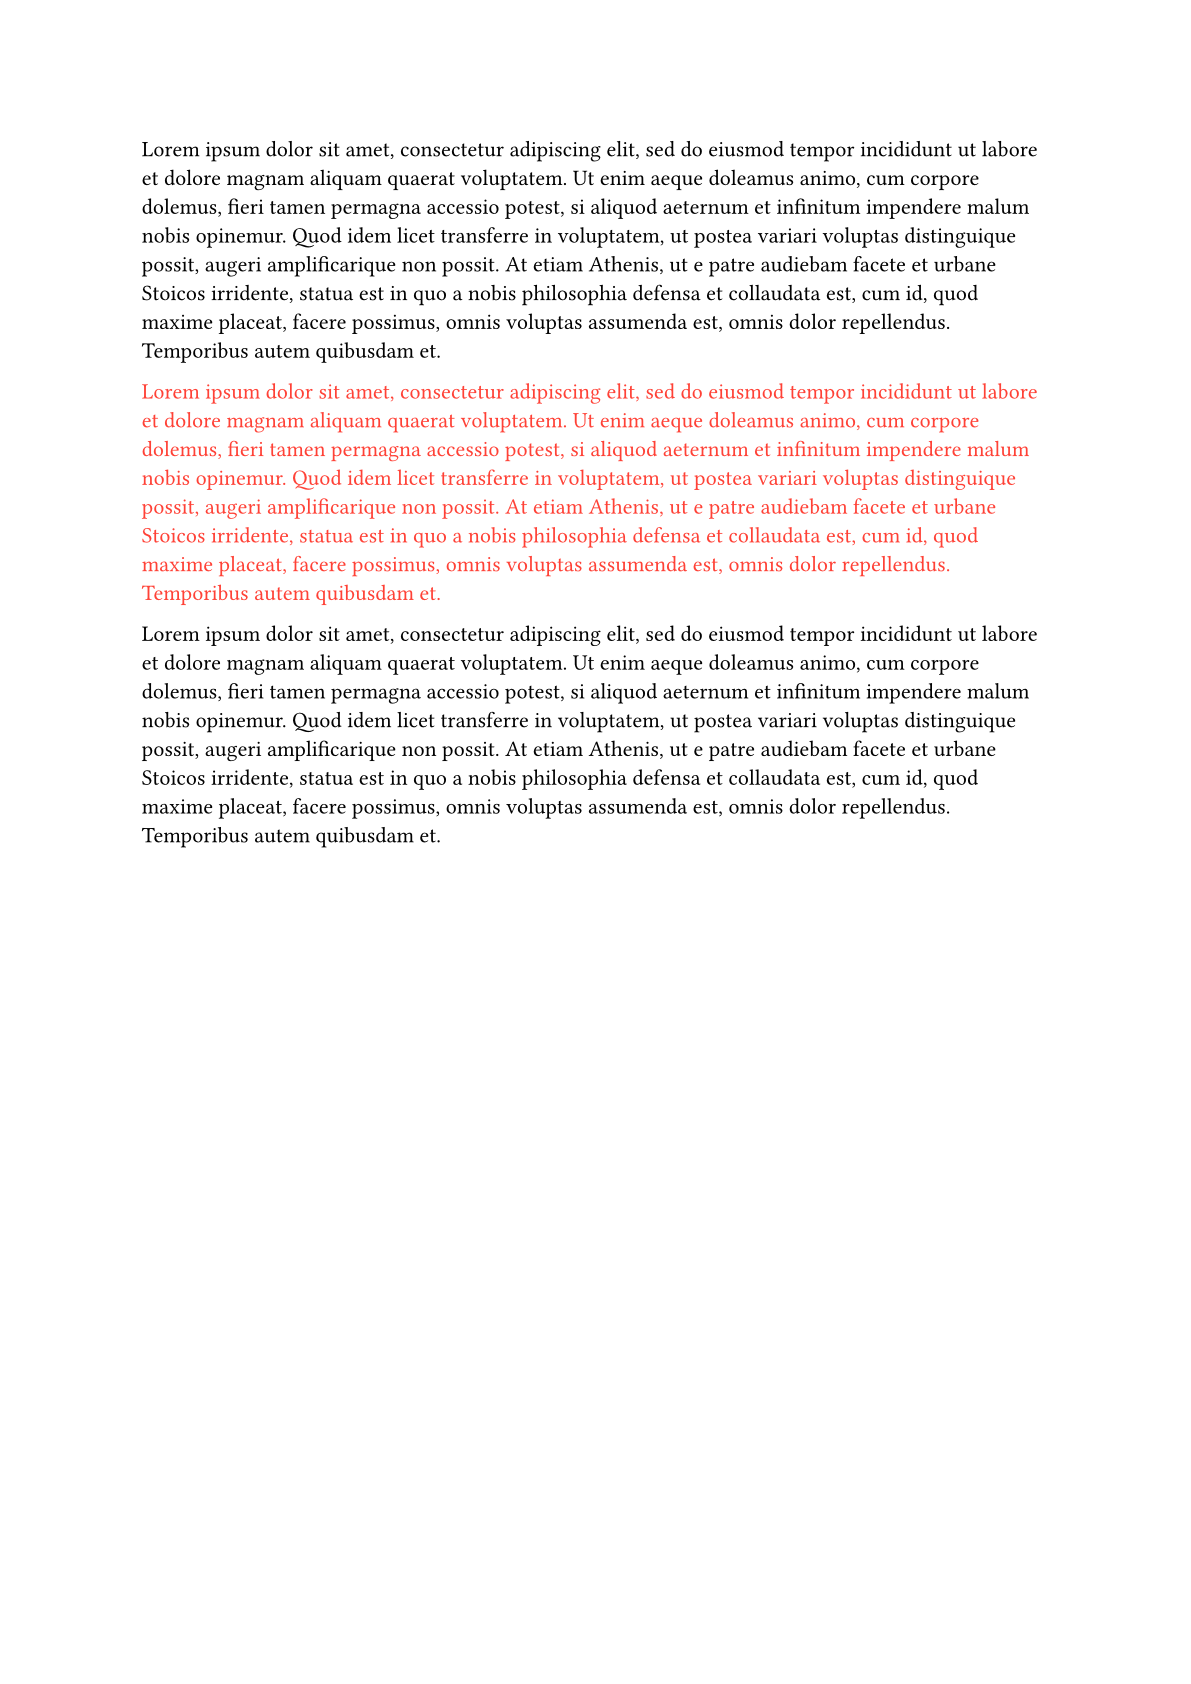 Lorem ipsum dolor sit amet, consectetur adipiscing elit, sed do eiusmod tempor incididunt ut labore
et dolore magnam aliquam quaerat voluptatem. Ut enim aeque doleamus animo, cum corpore
dolemus, fieri tamen permagna accessio potest, si aliquod aeternum et infinitum impendere malum
nobis opinemur. Quod idem licet transferre in voluptatem, ut postea variari voluptas distinguique
possit, augeri amplificarique non possit. At etiam Athenis, ut e patre audiebam facete et urbane
Stoicos irridente, statua est in quo a nobis philosophia defensa et collaudata est, cum id, quod
maxime placeat, facere possimus, omnis voluptas assumenda est, omnis dolor repellendus.
Temporibus autem quibusdam et.
Lorem ipsum dolor sit amet, consectetur adipiscing elit, sed do eiusmod tempor incididunt ut labore
et dolore magnam aliquam quaerat voluptatem. Ut enim aeque doleamus animo, cum corpore
dolemus, fieri tamen permagna accessio potest, si aliquod aeternum et infinitum impendere malum
nobis opinemur. Quod idem licet transferre in voluptatem, ut postea variari voluptas distinguique
possit, augeri amplificarique non possit. At etiam Athenis, ut e patre audiebam facete et urbane
Stoicos irridente, statua est in quo a nobis philosophia defensa et collaudata est, cum id, quod
maxime placeat, facere possimus, omnis voluptas assumenda est, omnis dolor repellendus.
Temporibus autem quibusdam et.
Lorem ipsum dolor sit amet, consectetur adipiscing elit, sed do eiusmod tempor incididunt ut labore
et dolore magnam aliquam quaerat voluptatem. Ut enim aeque doleamus animo, cum corpore
dolemus, fieri tamen permagna accessio potest, si aliquod aeternum et infinitum impendere malum
nobis opinemur. Quod idem licet transferre in voluptatem, ut postea variari voluptas distinguique
possit, augeri amplificarique non possit. At etiam Athenis, ut e patre audiebam facete et urbane
Stoicos irridente, statua est in quo a nobis philosophia defensa et collaudata est, cum id, quod
maxime placeat, facere possimus, omnis voluptas assumenda est, omnis dolor repellendus.
Temporibus autem quibusdam et.